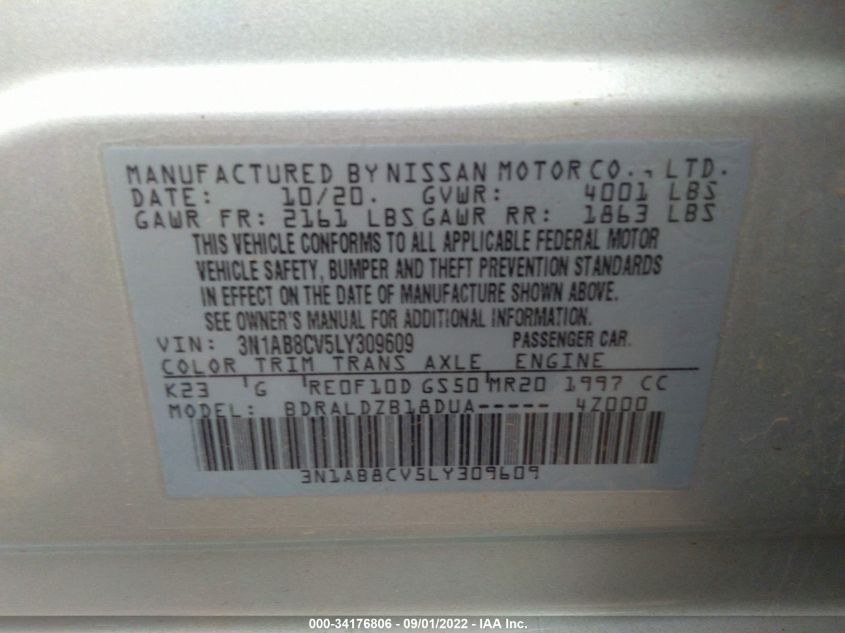 MANUFACTURED BY NISSAN MOTOR CO., LTD.
DATE: 10/20. GVWR: 4001 LBS
GAWR FR: 2161 LBS GAWR RR: 1863 LBS
THIS VEHICLE CONFORMS TO ALL APPLICABLE FEDERAL MOTOR
VEHICLE SAFETY, BUMPER AND THEFT PREVENTION STANDARDS
IN EFFECT ON THE DATE OF MANUFACTURE SHOWN ABOVE.
SEE OWNER'S MANUAL FOR ADDITIONAL INFORMATION.
VIN: 3N1AB8CV5LY309609 PASSENGER CAR.
COLOR TRIM TRANS AXLE ENGINE
K23 G RE0F10D GS50 MR20 1997 CC
MODEL: BDRALDZB18DUA----- 4Z000
3N1AB8CV5LY309609
000-34176806 - 09/01/2022 - IAA Inc.